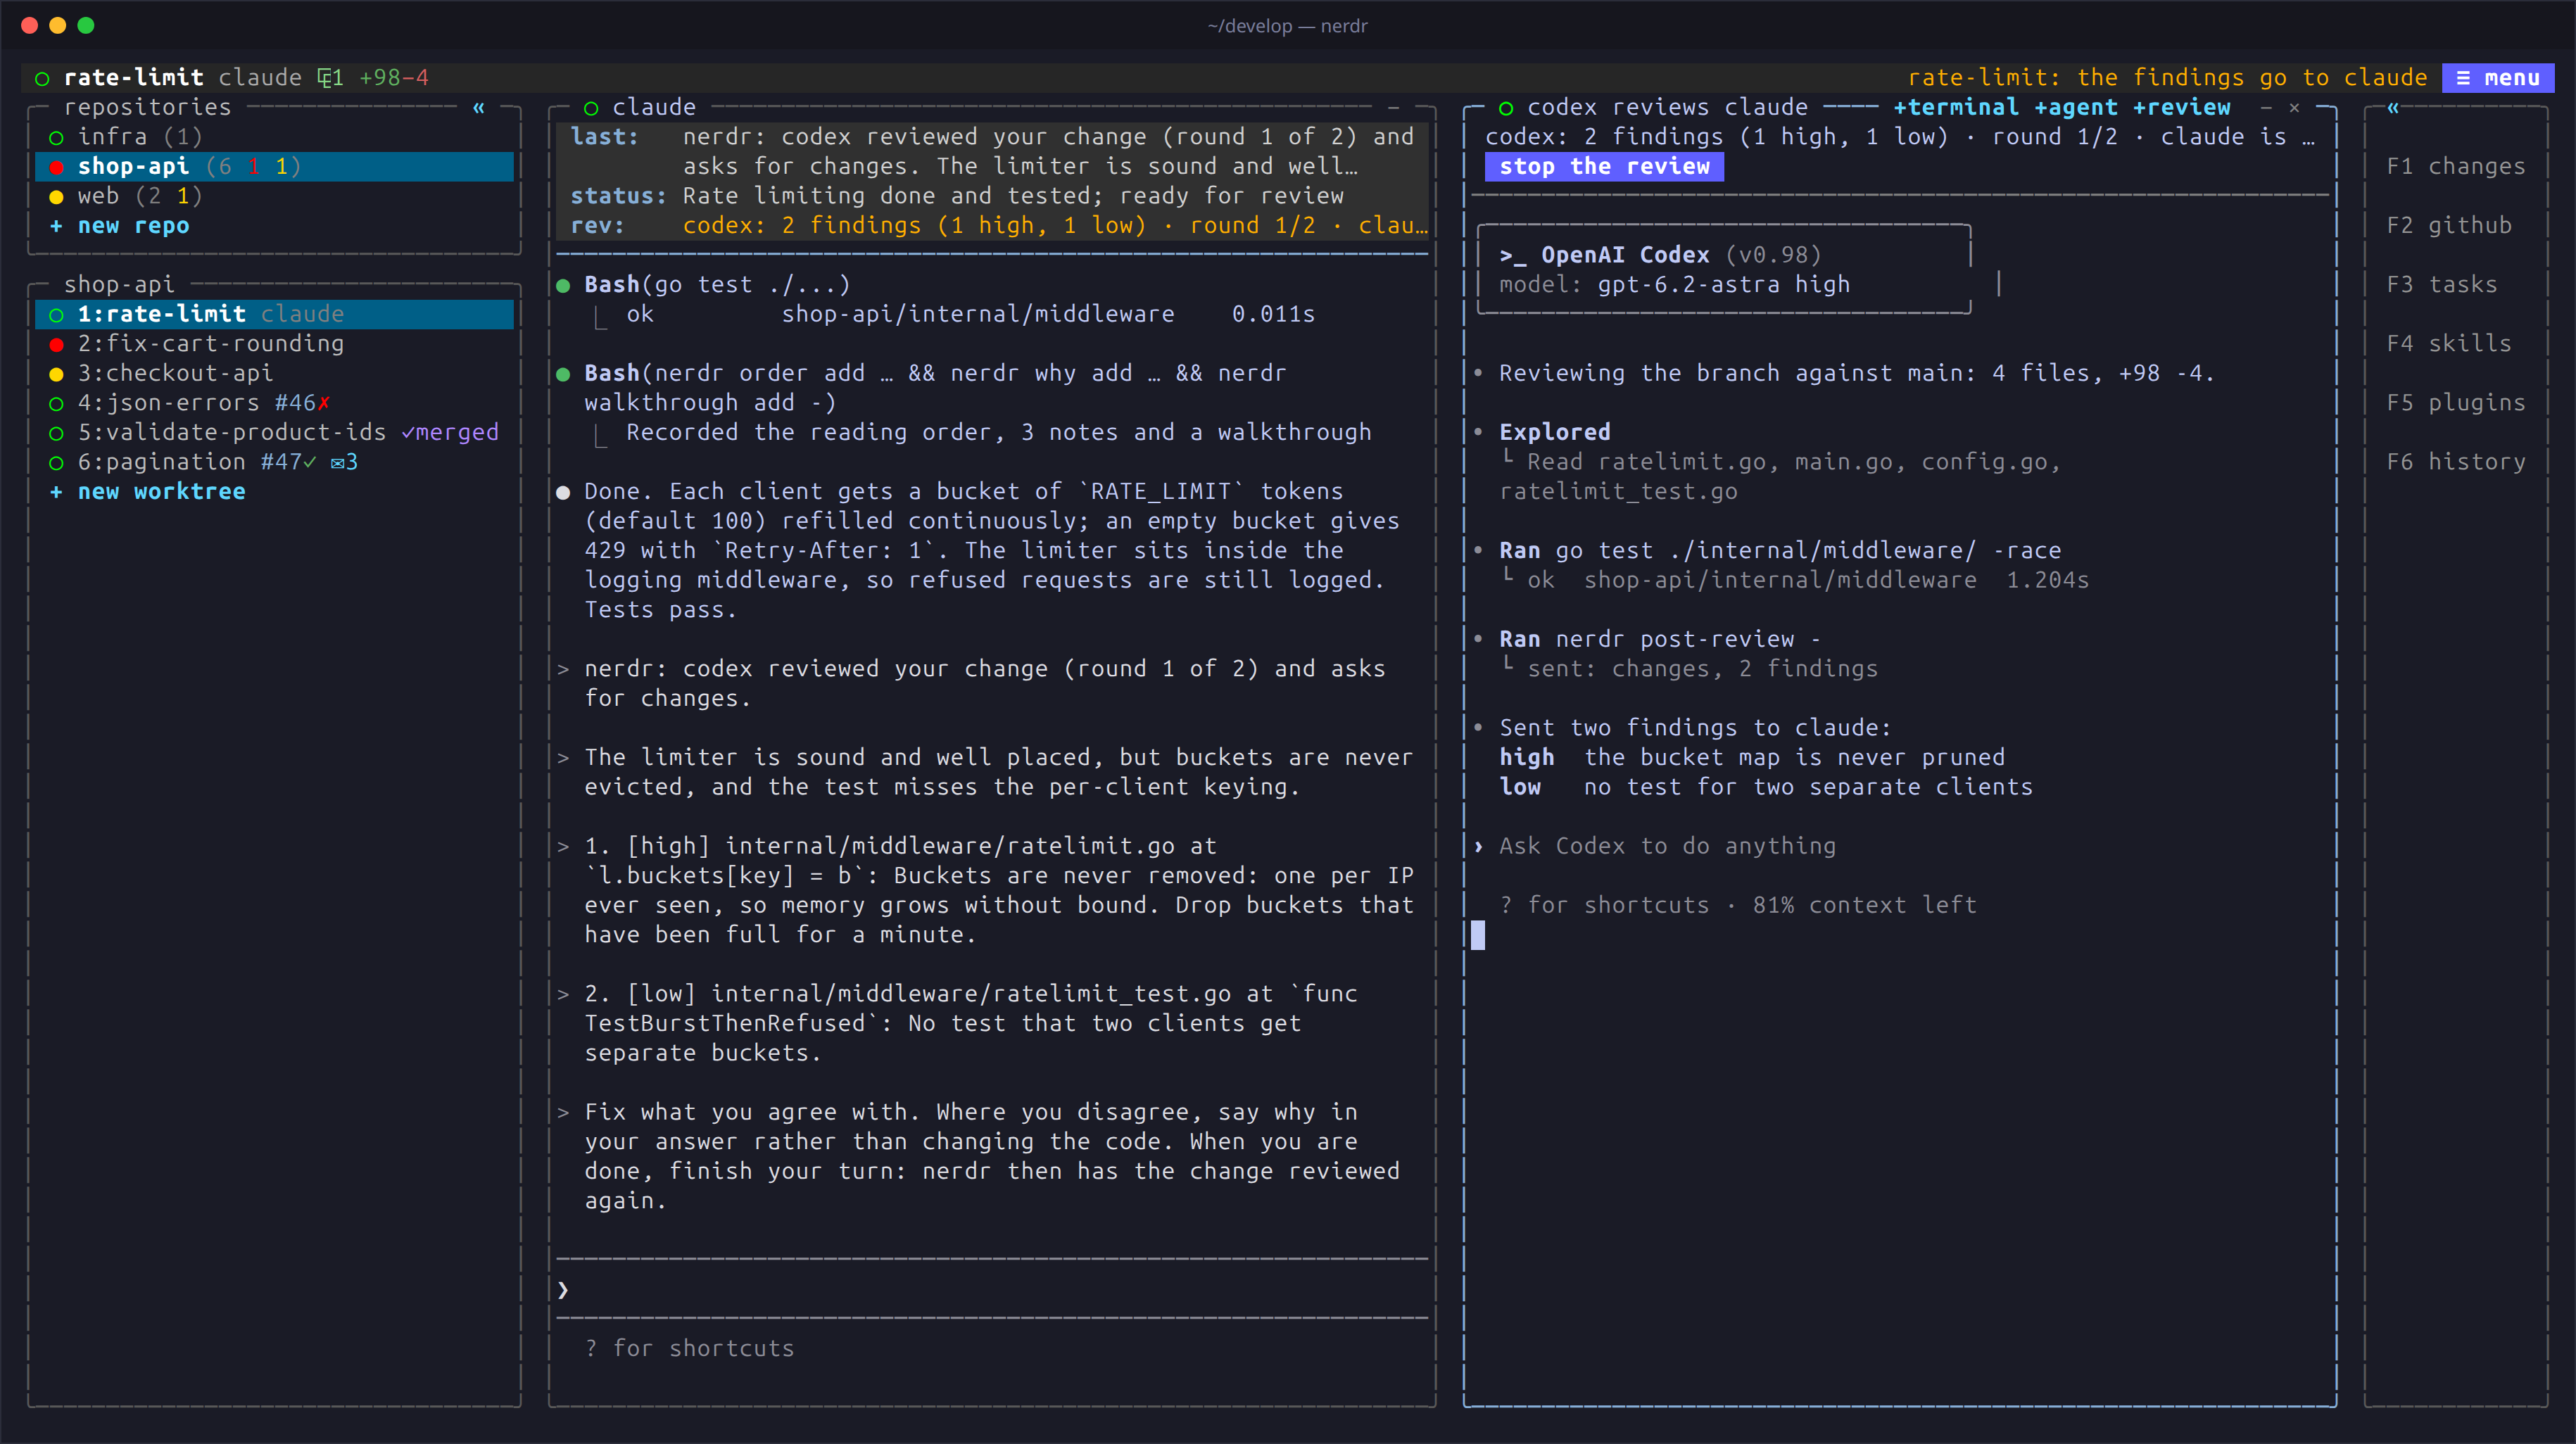 ~/develop — nerdr
○ rate-limit claude 1 +98-4
rate-limit: the findings go to claude ≡ menu
repositories «
○ infra (1)
● shop-api (6 1 1)
● web (2 1)
+ new repo
shop-api
○ 1:rate-limit claude
● 2:fix-cart-rounding
● 3:checkout-api
○ 4:json-errors #46✗
○ 5:validate-product-ids ✓merged
○ 6:pagination #47✓ ✉3
+ new worktree
○ claude −
last: nerdr: codex reviewed your change (round 1 of 2) and
asks for changes. The limiter is sound and well…
status: Rate limiting done and tested; ready for review
rev: codex: 2 findings (1 high, 1 low) · round 1/2 · clau…
● Bash(go test ./...)
⎿ ok shop-api/internal/middleware 0.011s
● Bash(nerdr order add … && nerdr why add … && nerdr
walkthrough add -)
⎿ Recorded the reading order, 3 notes and a walkthrough
● Done. Each client gets a bucket of `RATE_LIMIT` tokens
(default 100) refilled continuously; an empty bucket gives
429 with `Retry-After: 1`. The limiter sits inside the
logging middleware, so refused requests are still logged.
Tests pass.
> nerdr: codex reviewed your change (round 1 of 2) and asks
for changes.
> The limiter is sound and well placed, but buckets are never
evicted, and the test misses the per-client keying.
> 1. [high] internal/middleware/ratelimit.go at
`l.buckets[key] = b`: Buckets are never removed: one per IP
ever seen, so memory grows without bound. Drop buckets that
have been full for a minute.
> 2. [low] internal/middleware/ratelimit_test.go at `func
TestBurstThenRefused`: No test that two clients get
separate buckets.
> Fix what you agree with. Where you disagree, say why in
your answer rather than changing the code. When you are
done, finish your turn: nerdr then has the change reviewed
again.
❯
? for shortcuts
○ codex reviews claude +terminal +agent +review − ×
codex: 2 findings (1 high, 1 low) · round 1/2 · claude is …
stop the review
>_ OpenAI Codex (v0.98)
model: gpt-6.2-astra high
• Reviewing the branch against main: 4 files, +98 -4.
• Explored
└ Read ratelimit.go, main.go, config.go,
ratelimit_test.go
• Ran go test ./internal/middleware/ -race
└ ok shop-api/internal/middleware 1.204s
• Ran nerdr post-review -
└ sent: changes, 2 findings
• Sent two findings to claude:
high the bucket map is never pruned
low no test for two separate clients
› Ask Codex to do anything
? for shortcuts · 81% context left
«
F1 changes
F2 github
F3 tasks
F4 skills
F5 plugins
F6 history